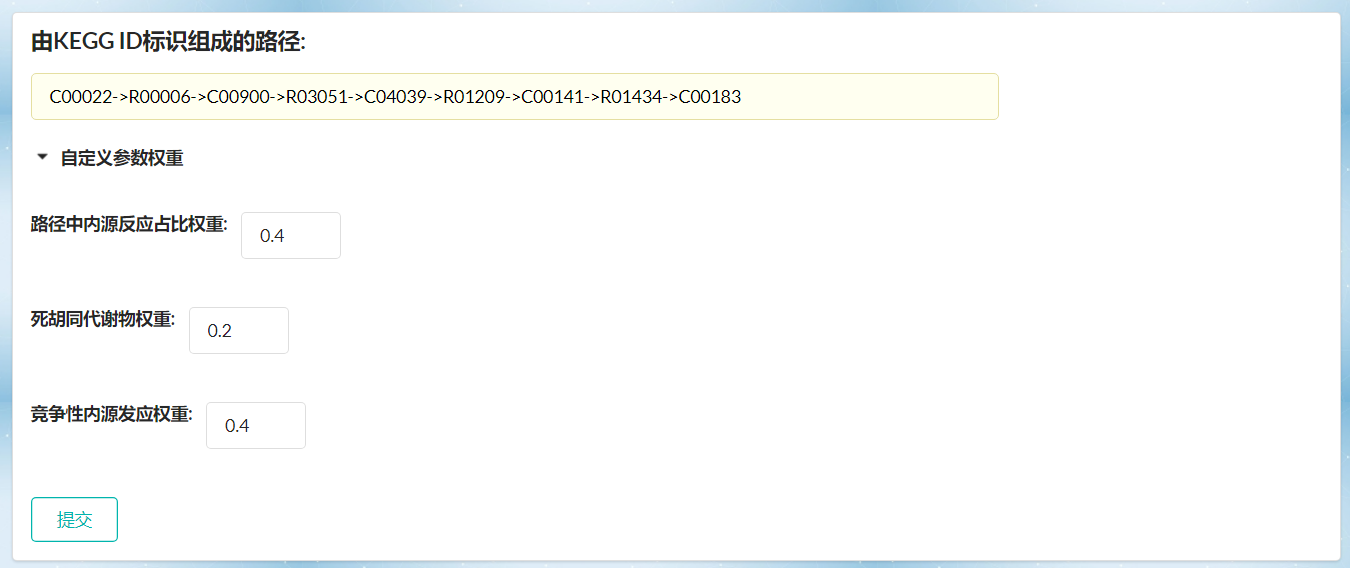 由KEGG ID标识组成的路径:
C00022->R00006->C00900->R03051->C04039->R01209->C00141->R01434->C00183
自定义参数权重
路径中内源反应占比权重:
0.4
死胡同代谢物权重:
0.2
竞争性内源发应权重:
0.4
提交